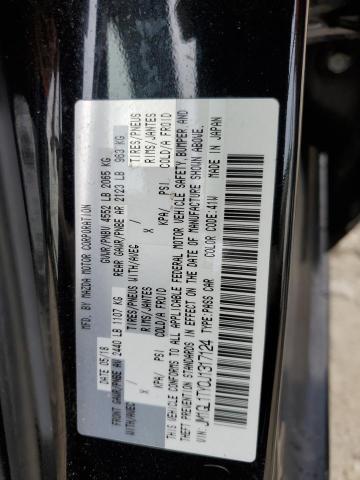 MFD. BY MAZDA MOTOR CORPORATION
DATE 05/18 GVWR/PNBV 4552 LB 2065 KG
FRONT GAWR/PNBE AV 2440 LB 1107 KG REAR GAWR/PNBE AR 2123 LB 963 KG
WITH/AVEC / TIRES/PNEUS WITH/AVEC / TIRES/PNEUS
X RIMS/JANTES X RIMS/JANTES
KPA/ PSI COLD/A FROID KPA/ PSI COLD/A FROID
THIS VEHICLE CONFORMS TO ALL APPLICABLE FEDERAL MOTOR VEHICLE SAFETY, BUMPER AND
THEFT PREVENTION STANDARDS IN EFFECT ON THE DATE OF MANUFACTURE SHOWN ABOVE.
VIN: TYPE: PASS CAR COLOR CODE: 41W